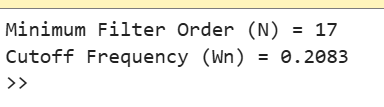 Minimum Filter Order (N) = 17
Cutoff Frequency (Wn) = 0.2083
>>